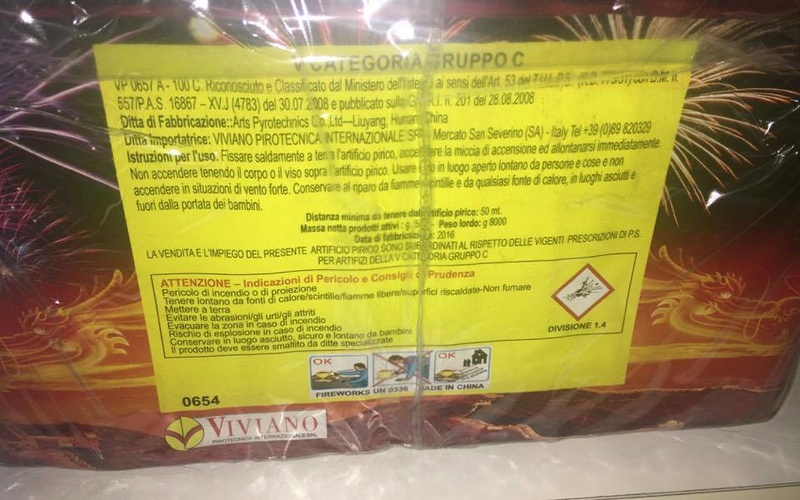 V CATEGORIA GRUPPO C
VP 0657 A - 100 C. Riconosciuto e Classificato dal Ministero dell'Interno ai sensi dell'Art. 53 del T.U.L.P.S. con D.M. n.
557/P.A.S. 16867 – XVJ (4783) del 30.07.2008 e pubblicato sulla n. 201 del 28.08.2008
Ditta di Fabbricazione::Arts Pyrotechnics Co. Ltd—Liuyang, Hunan China
Ditta Importatrice: VIVIANO PIROTECNICA INTERNAZIONALE SRL Mercato San Severino (SA) - Italy Tel +39 (0)89 820329
Istruzioni per l'uso: Fissare saldamente a terra l'artificio pirico, accendere la miccia di accensione ed allontanarsi immediatamente.
Non accendere tenendo il corpo o il viso sopra l'artificio pirico. Usare in luogo aperto lontano da persone e cose e non
accendere in situazioni di vento forte. Conservare al riparo da fiamme, scintille e da qualsiasi fonte di calore, in luoghi asciutti e
fuori dalla portata dei bambini.
Distanza minima da tenere dall'artificio pirico: 50 mt.
Massa netta prodotti attivi : g. Peso lordo: g 8000
Data di fabbricazione: 2016
LA VENDITA E L'IMPIEGO DEL PRESENTE ARTIFICIO PIRICO SONO SUBORDINATI AL RISPETTO DELLE VIGENTI PRESCRIZIONI DI P.S.
PER ARTIFIZI DELLA V CATEGORIA GRUPPO C
ATTENZIONE – Indicazioni di Pericolo e Consigli di Prudenza
Pericolo di incendio o di proiezione
Tenere lontano da fonti di calore/scintille/fiamme libere/superfici riscaldate-Non fumare
Mettere a terra
Evitare le abrasioni/gli urti/gli attriti
Evacuare la zona in caso di incendio
Rischio di esplosione in caso di incendio
Conservare in luogo asciutto, sicuro e lontano da bambini
Il prodotto deve essere smaltito da ditte specializzate
DIVISIONE 1.4
OK
OK
FIREWORKS UN 0336 MADE IN CHINA
0654
VIVIANO
PIROTECNICA INTERNAZIONALE SRL